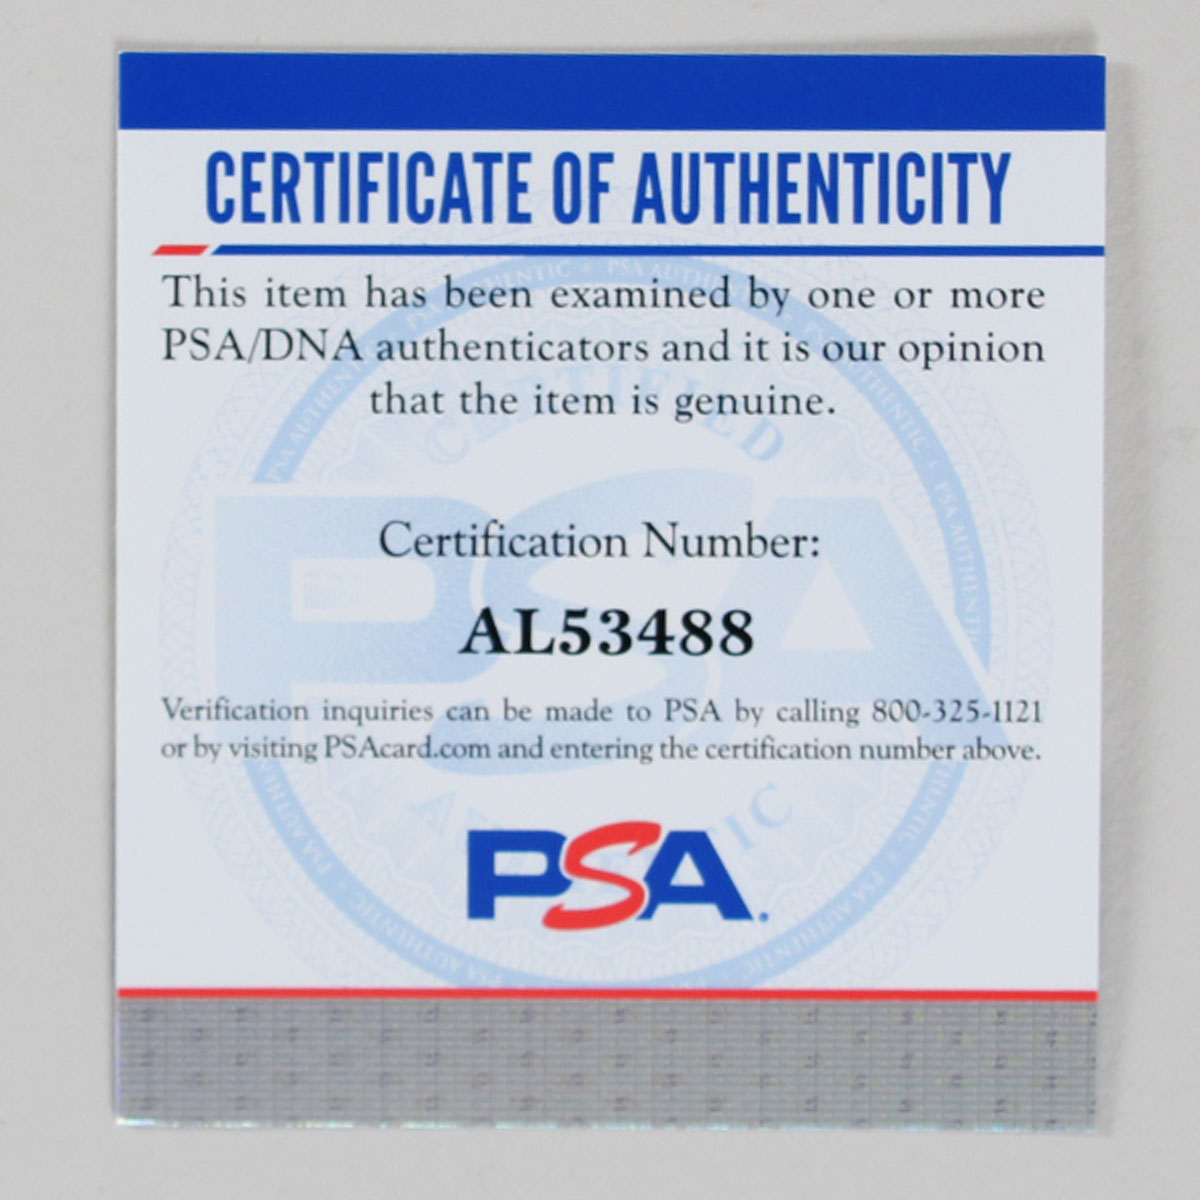 CERTIFICATE OF AUTHENTICITY
This item has been examined by one or more
PSA/DNA authenticators and it is our opinion
that the item is genuine.
CERTIFIED
Certification Number:
AL53488
Verification inquiries can be made to PSA by calling 800-325-1121
or by visiting PSAcard.com and entering the certification number above.
PSA